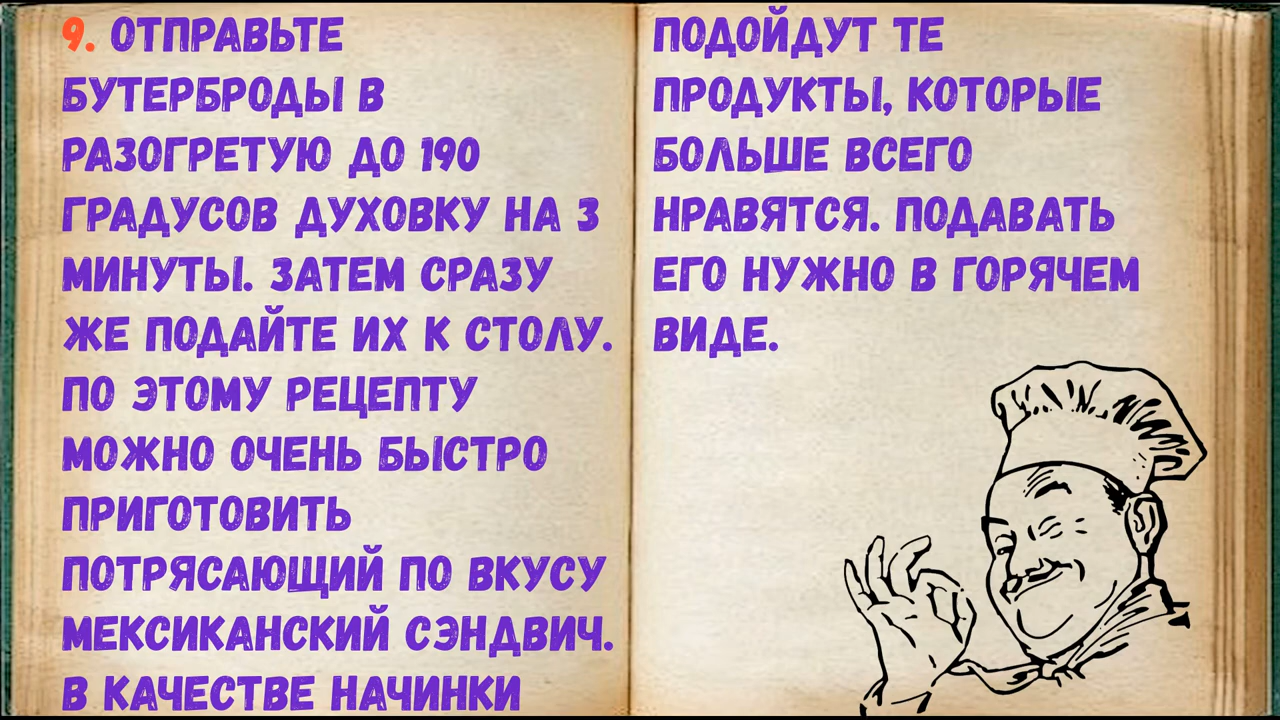 9. ОТПРАВЬТЕ
БУТЕРБРОДЫ В
РАЗОГРЕТУЮ ДО 190
ГРАДУСОВ ДУХОВКУ НА 3
МИНУТЫ. ЗАТЕМ СРАЗУ
ЖЕ ПОДАЙТЕ ИХ К СТОЛУ.
ПО ЭТОМУ РЕЦЕПТУ
МОЖНО ОЧЕНЬ БЫСТРО
ПРИГОТОВИТЬ
ПОТРЯСАЮЩИЙ ПО ВКУСУ
МЕКСИКАНСКИЙ СЭНДВИЧ.
В КАЧЕСТВЕ НАЧИНКИ
ПОДОЙДУТ ТЕ
ПРОДУКТЫ, КОТОРЫЕ
БОЛЬШЕ ВСЕГО
НРАВЯТСЯ. ПОДАВАТЬ
ЕГО НУЖНО В ГОРЯЧЕМ
ВИДЕ.